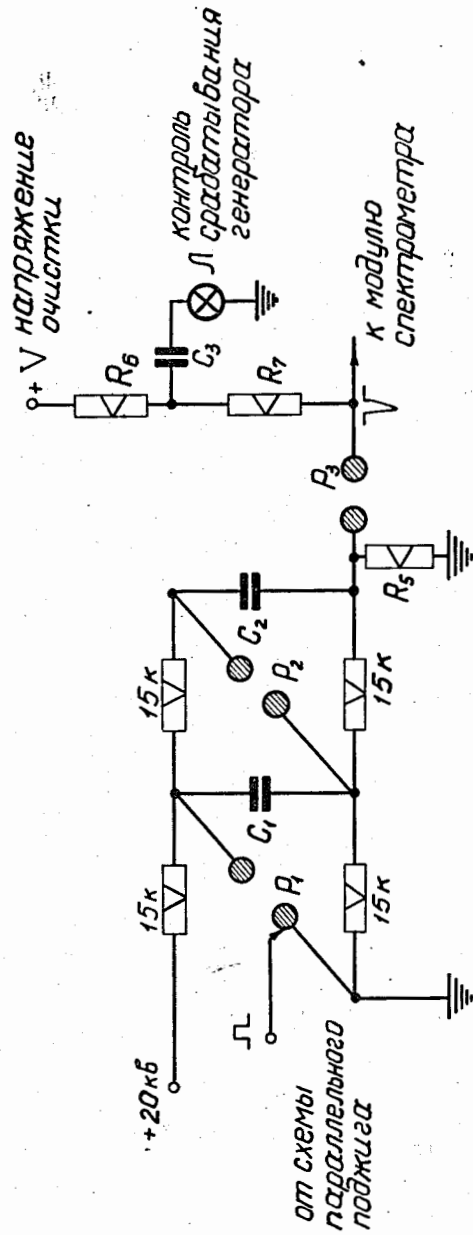 +20кв
15к
15к
C₁
C₂
P₁
P₂
15к
15к
R₅
P₃
от схемы
параллельного
поджига
+ V напряжение
очистки
R₆
C₃
Л контроль
срабатывания
генератора
R₇
к модулю
спектрометра